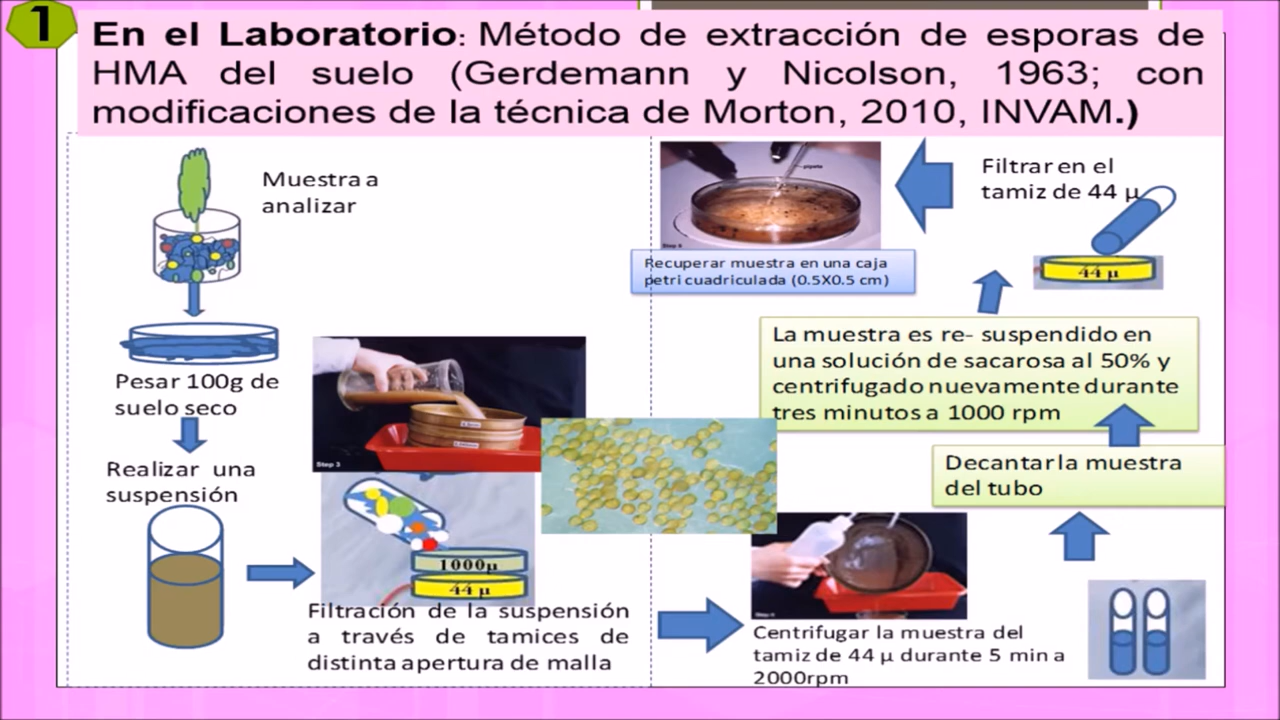 1
En el Laboratorio: Método de extracción de esporas de
HMA del suelo (Gerdemann y Nicolson, 1963; con
modificaciones de la técnica de Morton, 2010, INVAM.)
Muestra a
analizar
Pesar 100g de
suelo seco
Realizar una
suspensión
Step 3
1000µ
44 µ
Filtración de la suspensión
a través de tamices de
distinta apertura de malla
Centrifugar la muestra del
tamiz de 44 µ durante 5 min a
2000rpm
Decantar la muestra
del tubo
La muestra es re- suspendido en
una solución de sacarosa al 50% y
centrifugado nuevamente durante
tres minutos a 1000 rpm
Filtrar en el
tamiz de 44 µ
44 µ
pipete
Recuperar muestra en una caja
petri cuadriculada (0.5X0.5 cm)